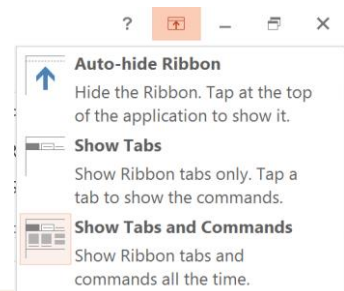 ?
Auto-hide Ribbon
Hide the Ribbon. Tap at the top
of the application to show it.
Show Tabs
Show Ribbon tabs only. Tap a
tab to show the commands.
Show Tabs and Commands
Show Ribbon tabs and
commands all the time.